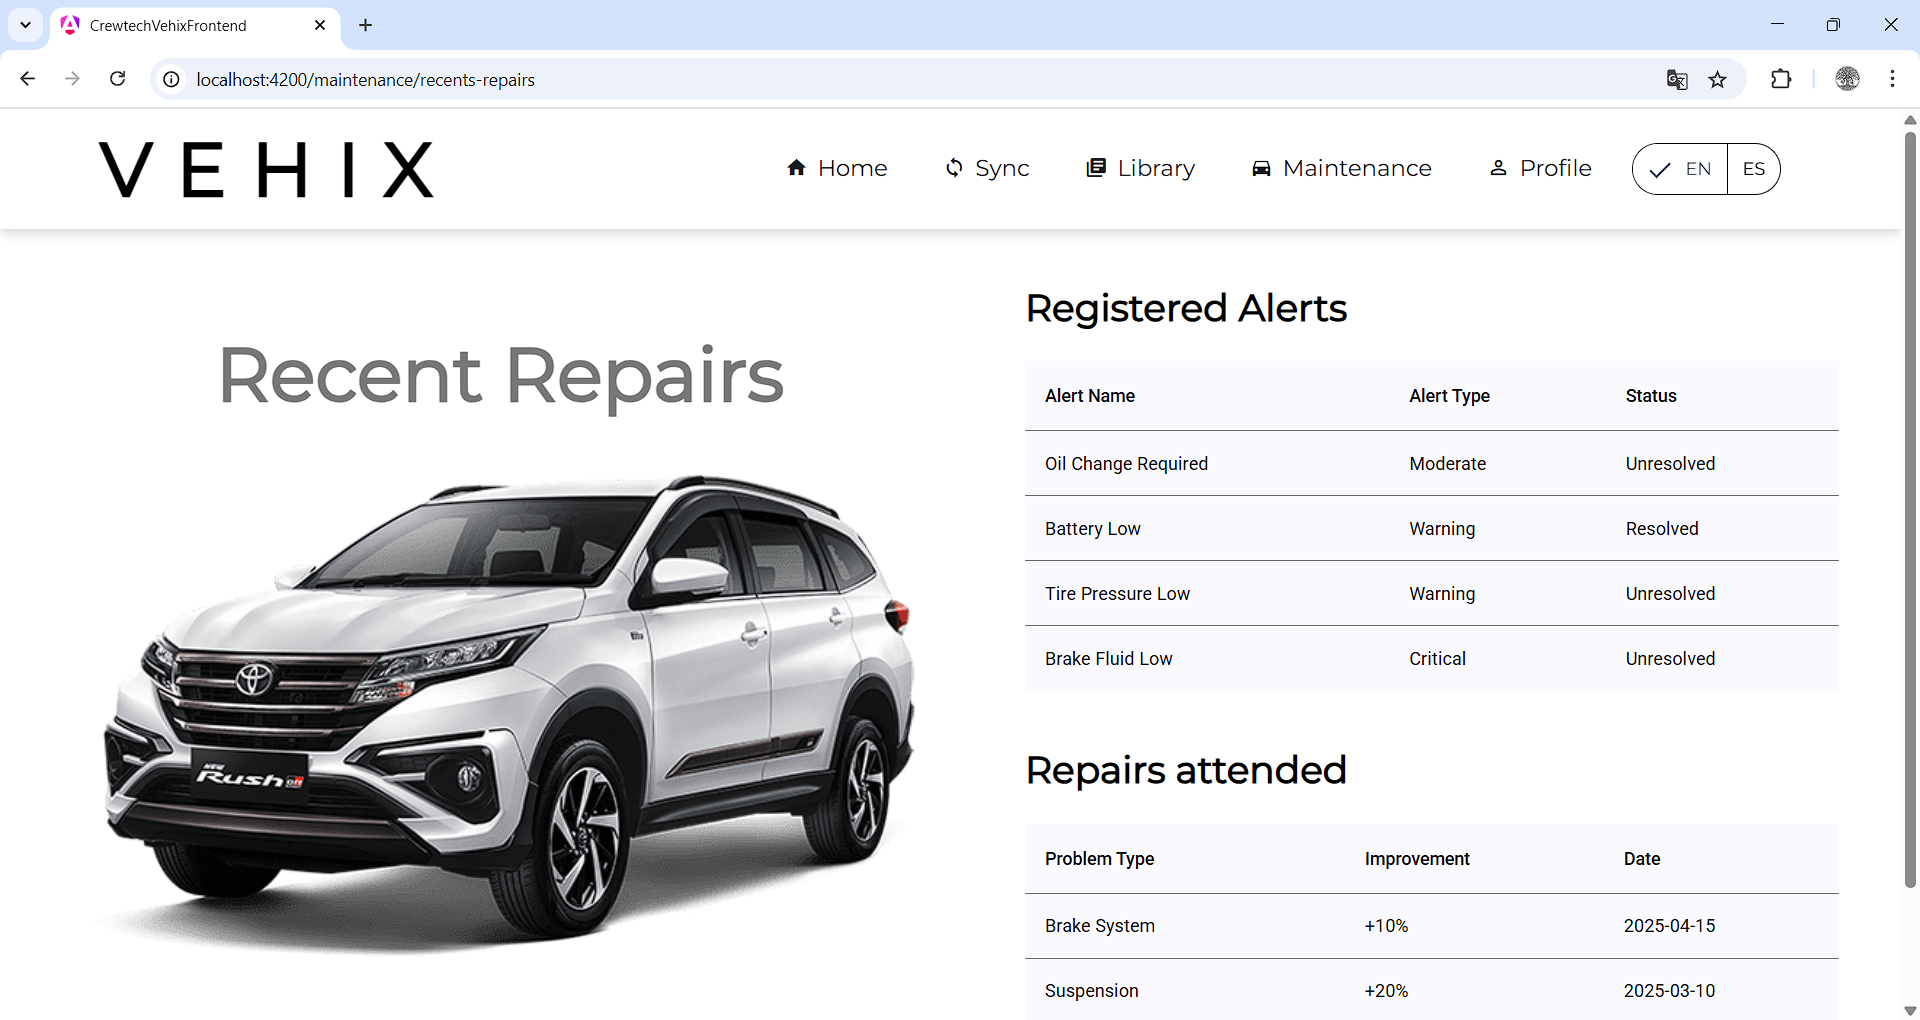 CrewtechVehixFrontend
localhost:4200/maintenance/recents-repairs
VEHIX
Home Sync Library Maintenance Profile EN ES
Recent Repairs
NEW
Rush
Registered Alerts
Alert Name Alert Type Status
Oil Change Required Moderate Unresolved
Battery Low Warning Resolved
Tire Pressure Low Warning Unresolved
Brake Fluid Low Critical Unresolved
Repairs attended
Problem Type Improvement Date
Brake System +10% 2025-04-15
Suspension +20% 2025-03-10